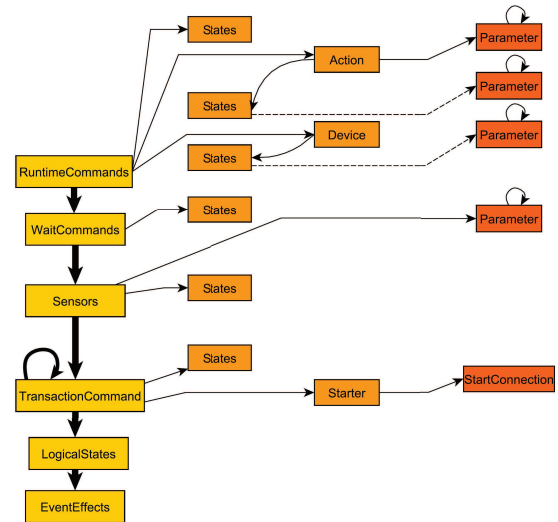 States
Parameter
Action
Parameter
States
Device
Parameter
States
RuntimeCommands
States
Parameter
WaitCommands
States
Sensors
States
StartConnection
TransactionCommand
Starter
LogicalStates
EventEffects